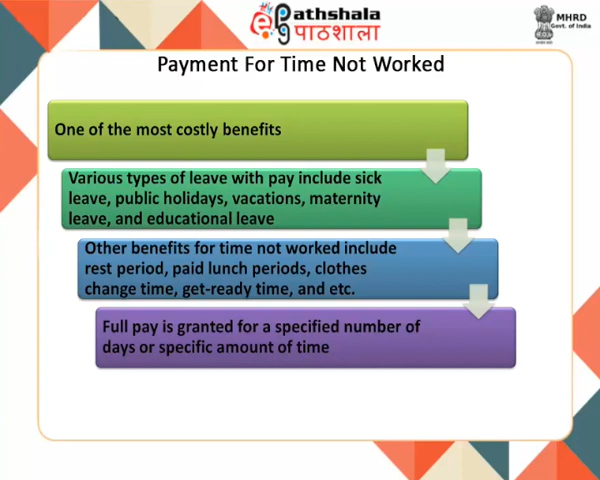 Pathshala
पाठशाला
MHRD
Govt. of India
Payment For Time Not Worked
One of the most costly benefits
Various types of leave with pay include sick
leave, public holidays, vacations, maternity
leave, and educational leave
Other benefits for time not worked include
rest period, paid lunch periods, clothes
change time, get-ready time, and etc.
Full pay is granted for a specified number of
days or specific amount of time